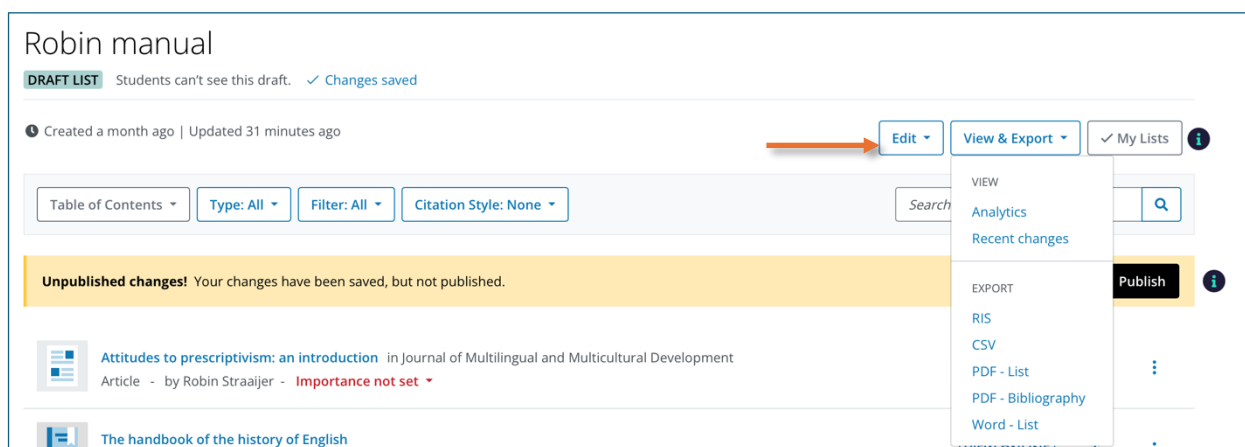 Robin manual
DRAFT LIST Students can't see this draft. Changes saved
Created a month ago | Updated 31 minutes ago
Edit View & Export My Lists
Table of Contents Type: All Filter: All Citation Style: None Search
VIEW
Analytics
Recent changes
Unpublished changes! Your changes have been saved, but not published. Publish
EXPORT
RIS
CSV
PDF - List
PDF - Bibliography
Word - List
Attitudes to prescriptivism: an introduction in Journal of Multilingual and Multicultural Development
Article - by Robin Straaijer - Importance not set
The handbook of the history of English